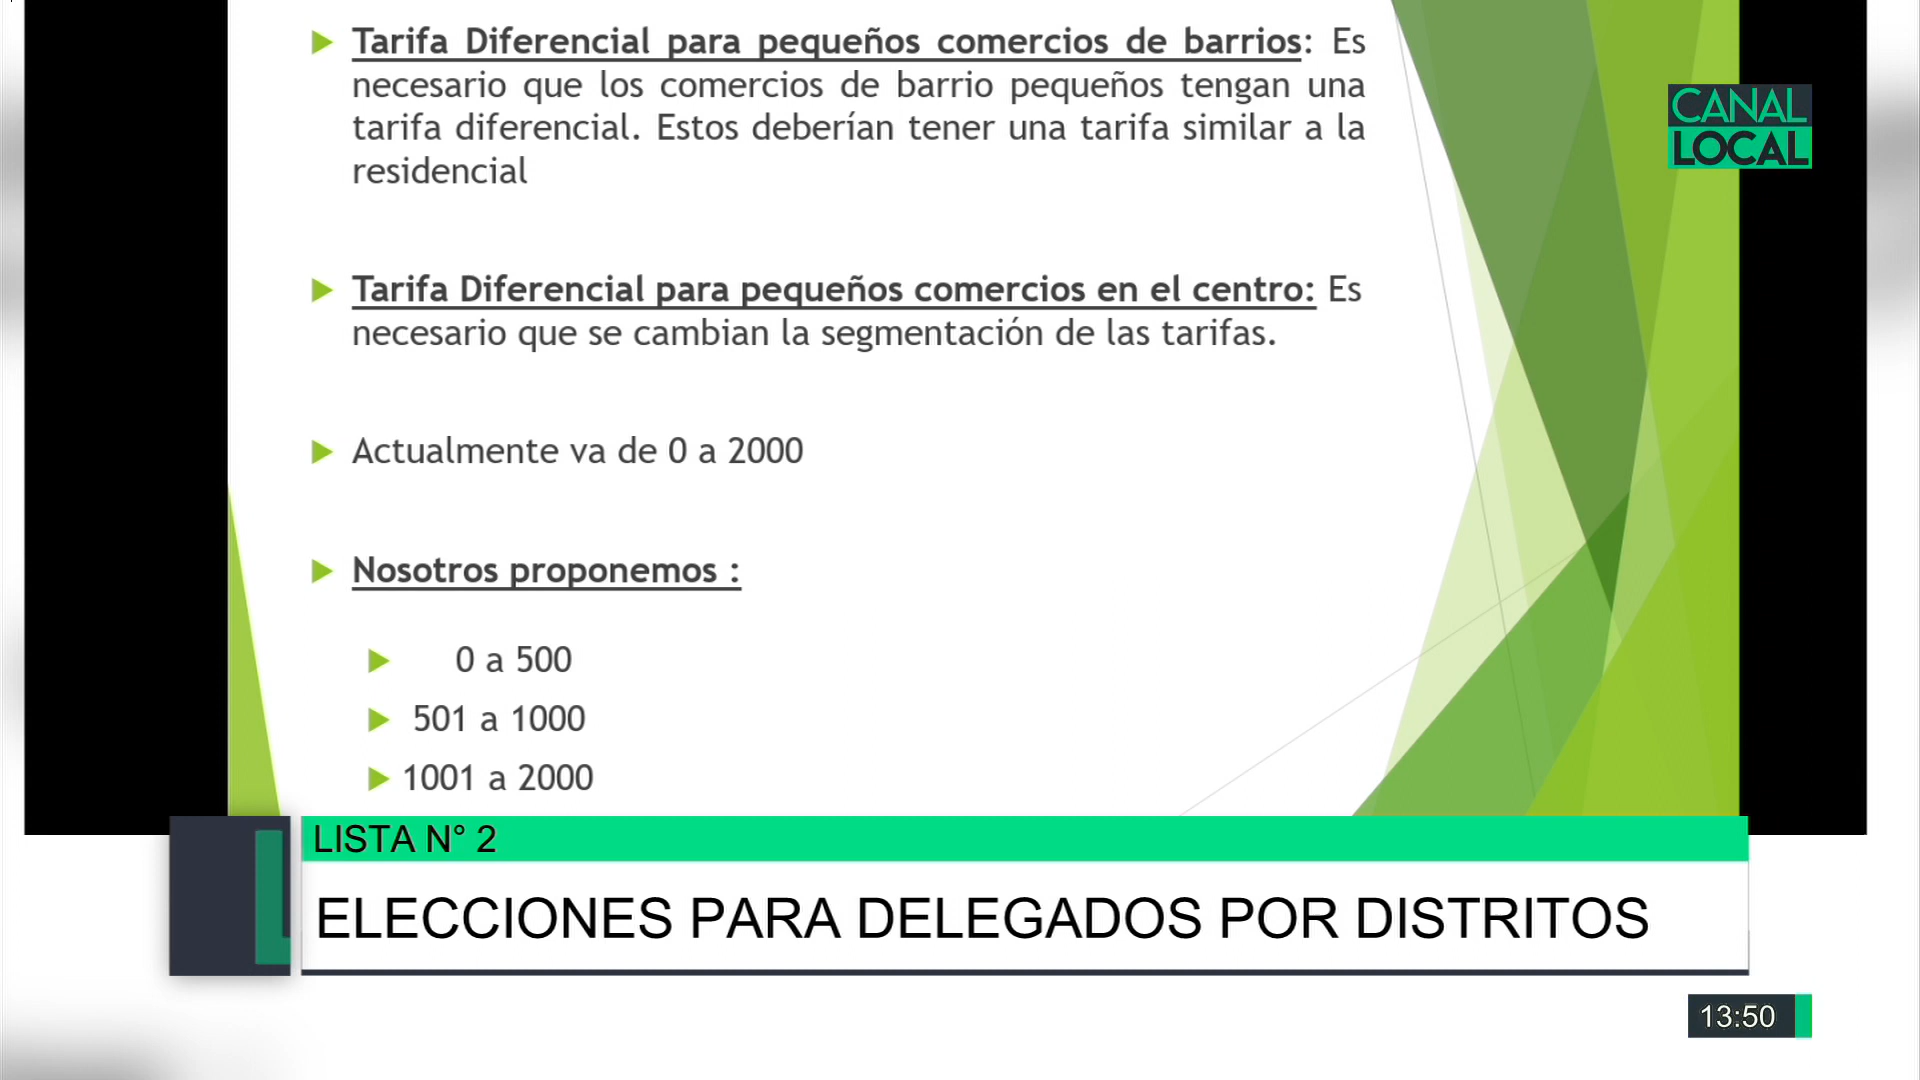 Tarifa Diferencial para pequeños comercios de barrios: Es
necesario que los comercios de barrio pequeños tengan una
tarifa diferencial. Estos deberían tener una tarifa similar a la
residencial
Tarifa Diferencial para pequeños comercios en el centro: Es
necesario que se cambian la segmentación de las tarifas.
Actualmente va de 0 a 2000
Nosotros proponemos :
0 a 500
501 a 1000
1001 a 2000
CANAL
LOCAL
LISTA N° 2
ELECCIONES PARA DELEGADOS POR DISTRITOS
13:50